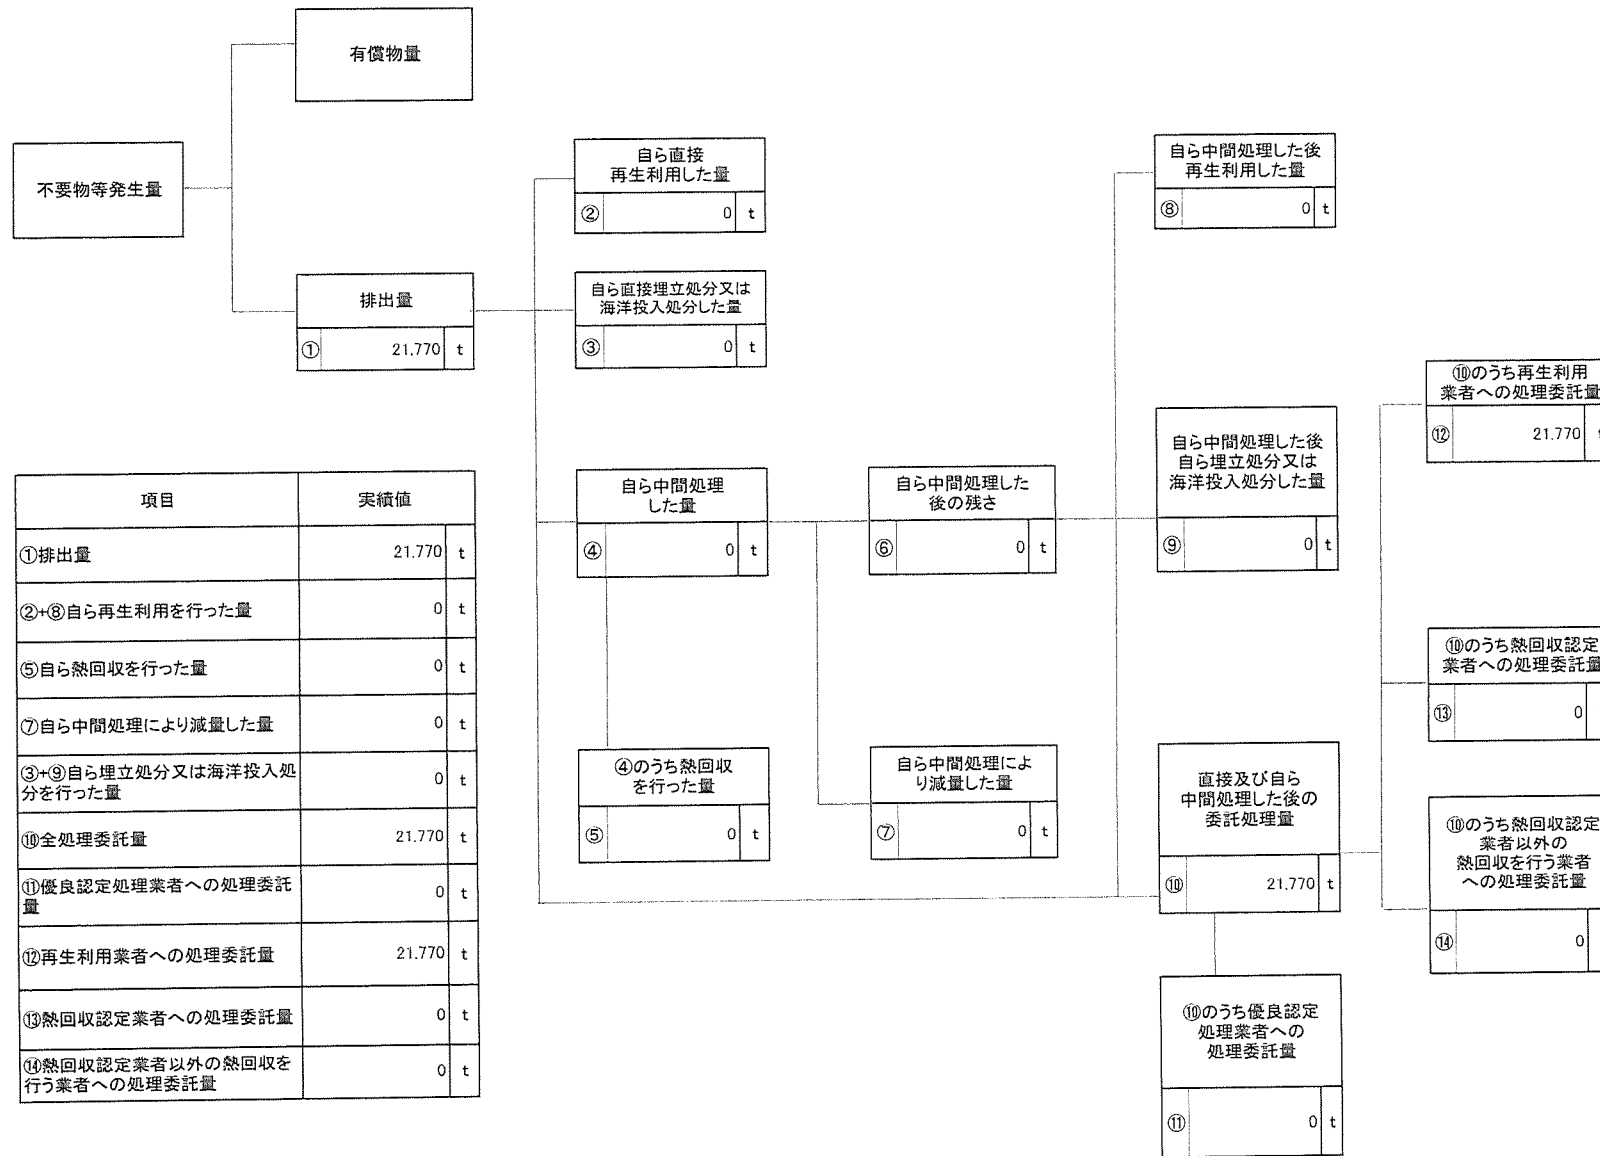 有償物量
不要物等発生量
排出量
① 21.770 t
自ら直接
再生利用した量
② 0 t
自ら直接埋立処分又は
海洋投入処分した量
③ 0 t
自ら中間処理
した量
④ 0 t
④のうち熱回収
を行った量
⑤ 0 t
自ら中間処理した
後の残さ
⑥ 0 t
自ら中間処理によ
り減量した量
⑦ 0 t
自ら中間処理した後
再生利用した量
⑧ 0 t
自ら中間処理した後
自ら埋立処分又は
海洋投入処分した量
⑨ 0 t
直接及び自ら
中間処理した後の
委託処理量
⑩ 21.770 t
⑩のうち優良認定
処理業者への
処理委託量
⑪ 0 t
⑩のうち再生利用
業者への処理委託量
⑫ 21.770 t
⑩のうち熱回収認定
業者への処理委託量
⑬ 0
⑩のうち熱回収認定
業者以外の
熱回収を行う業者
への処理委託量
⑭ 0
項目 実績値
①排出量 21.770 t
②+⑧自ら再生利用を行った量 0 t
⑤自ら熱回収を行った量 0 t
⑦自ら中間処理により減量した量 0 t
③+⑨自ら埋立処分又は海洋投入処
分を行った量 0 t
⑩全処理委託量 21.770 t
⑪優良認定処理業者への処理委託
量 0 t
⑫再生利用業者への処理委託量 21.770 t
⑬熱回収認定業者への処理委託量 0 t
⑭熱回収認定業者以外の熱回収を
行う業者への処理委託量 0 t